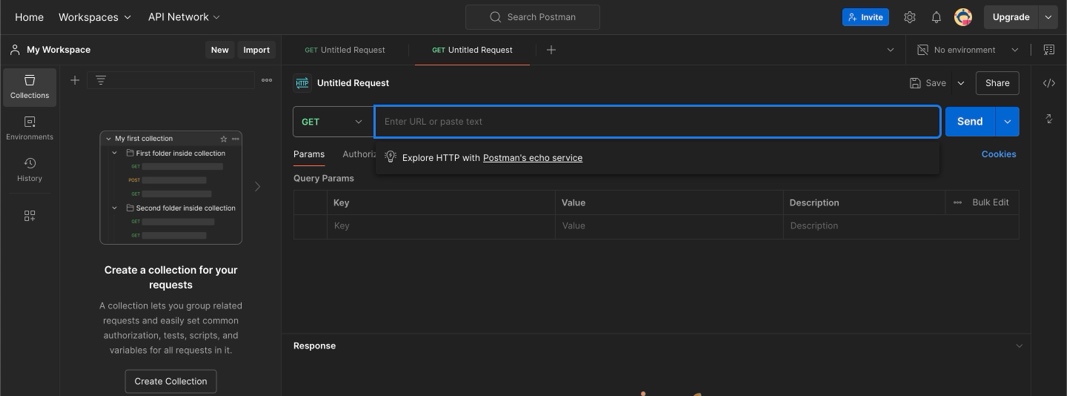 Home Workspaces API Network Search Postman Invite Upgrade
My Workspace New Import GET Untitled Request GET Untitled Request No environment
HTTP Untitled Request Save Share
Collections
Environments
History
My first collection
First folder inside collection
GET
POST
GET
Second folder inside collection
GET
GET
Create a collection for your
requests
A collection lets you group related
requests and easily set common
authorization, tests, scripts, and
variables for all requests in it.
Create Collection
GET Enter URL or paste text Send
Params Authoriz Cookies
Explore HTTP with Postman's echo service
Query Params
Key Value Description Bulk Edit
Key Value Description
Response